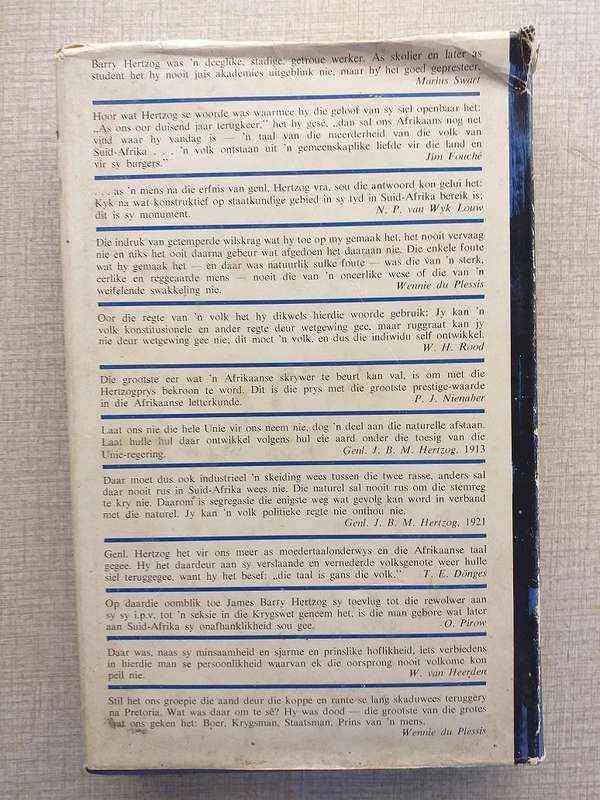 Barry Hertzog was 'n deeglike, stadige, getroue werker. As skolier en later as
student het hy nooit juis akademies uitgeblink nie, maar hy het goed gepresteer.
Marius Swart
Hoor wat Hertzog se woorde was waarmee hy die geloof van sy siel openbaar het:
„As ons oor duisend jaar terugkeer,” het hy gesê, „dan sal ons Afrikaans nog net
vind waar hy vandag is — 'n taal van die meerderheid van die volk van
Suid-Afrika . . . 'n volk ontstaan uit 'n gemeenskaplike liefde vir die land en
vir sy burgers.” Jim Fouché
. . . as 'n mens na die erfnis van genl. Hertzog vra, sou die antwoord kon gelui het:
Kyk na wat konstruktief op staatkundige gebied in sy tyd in Suid-Afrika bereik is;
dit is sy monument. N. P. van Wyk Louw
Die indruk van getemperde wilskrag wat hy toe op my gemaak het, het nooit vervaag
nie en niks het ooit daarna gebeur wat afgedoen het daaraan nie. Die enkele foute
wat hy gemaak het — en daar was natuurlik sulke foute — was die van 'n sterk,
eerlike en reggeaarde mens — nooit die van 'n oneerlike wese of die van 'n
weifelende swakkeling nie. Wennie du Plessis
Oor die regte van 'n volk het hy dikwels hierdie woorde gebruik: Jy kan 'n
volk konstitusionele en ander regte deur wetgewing gee, maar ruggraat kan jy
nie deur wetgewing gee nie; dit moet 'n volk, en dus die indiwidu self ontwikkel.
W. H. Rood
Die grootste eer wat 'n Afrikaanse skrywer te beurt kan val, is om met die
Hertzogprys bekroon te word. Dit is die prys met die grootste prestige-waarde
in die Afrikaanse letterkunde. P. J. Nienaber
Laat ons nie die hele Unie vir ons neem nie, dog 'n deel aan die naturelle afstaan.
Laat hulle hul daar ontwikkel volgens hul eie aard onder die toesig van die
Unie-regering. Genl. J. B. M. Hertzog, 1913
Daar moet dus ook industrieel 'n skeiding wees tussen die twee rasse, anders sal
daar nooit rus in Suid-Afrika wees nie. Die naturel sal nooit rus om die stemreg
te kry nie. Daarom is segregasie die enigste weg wat gevolg kan word in verband
met die naturel. Jy kan 'n volk politieke regte nie onthou nie.
Genl. J. B. M. Hertzog, 1921
Genl. Hertzog het vir ons meer as moedertaalonderwys en die Afrikaanse taal
gegee. Hy het daardeur aan sy verslaande en vernederde volksgenote weer hulle
siel teruggegee, want hy het besef: „die taal is gans die volk.” T. E. Dönges
Op daardie oomblik toe James Barry Hertzog sy toevlug tot die rewolwer aan
sy sy i.p.v. tot 'n seksie in die Krygswet geneem het, is die man gebore wat later
aan Suid-Afrika sy onafhanklikheid sou gee. O. Pirow
Daar was, naas sy minsaamheid en sjarme en prinslike hoflikheid, iets verbiedens
in hierdie man se persoonlikheid waarvan ek die oorsprong nooit volkome kon
peil nie. W. van Heerden
Stil het ons groepie die aand deur die koppe en rante se lang skaduwees teruggery
na Pretoria. Wat was daar om te sê? Hy was dood — die grootste van die grotes
wat ons geken het: Boer, Krygsman, Staatsman, Prins van 'n mens.
Wennie du Plessis